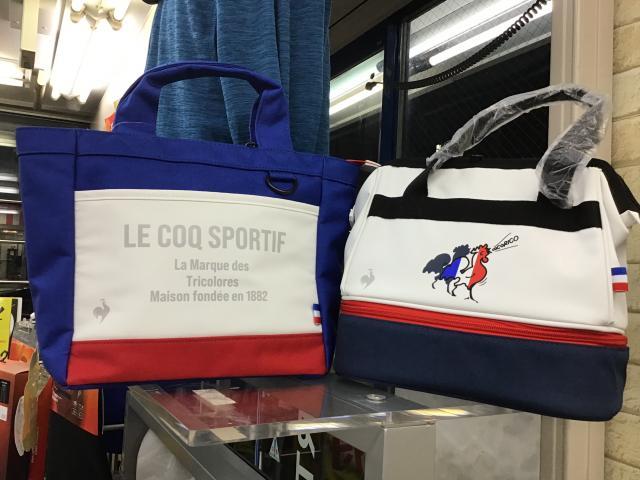 LE COQ SPORTIF
La Marque des
Tricolores
Maison fondée en 1882